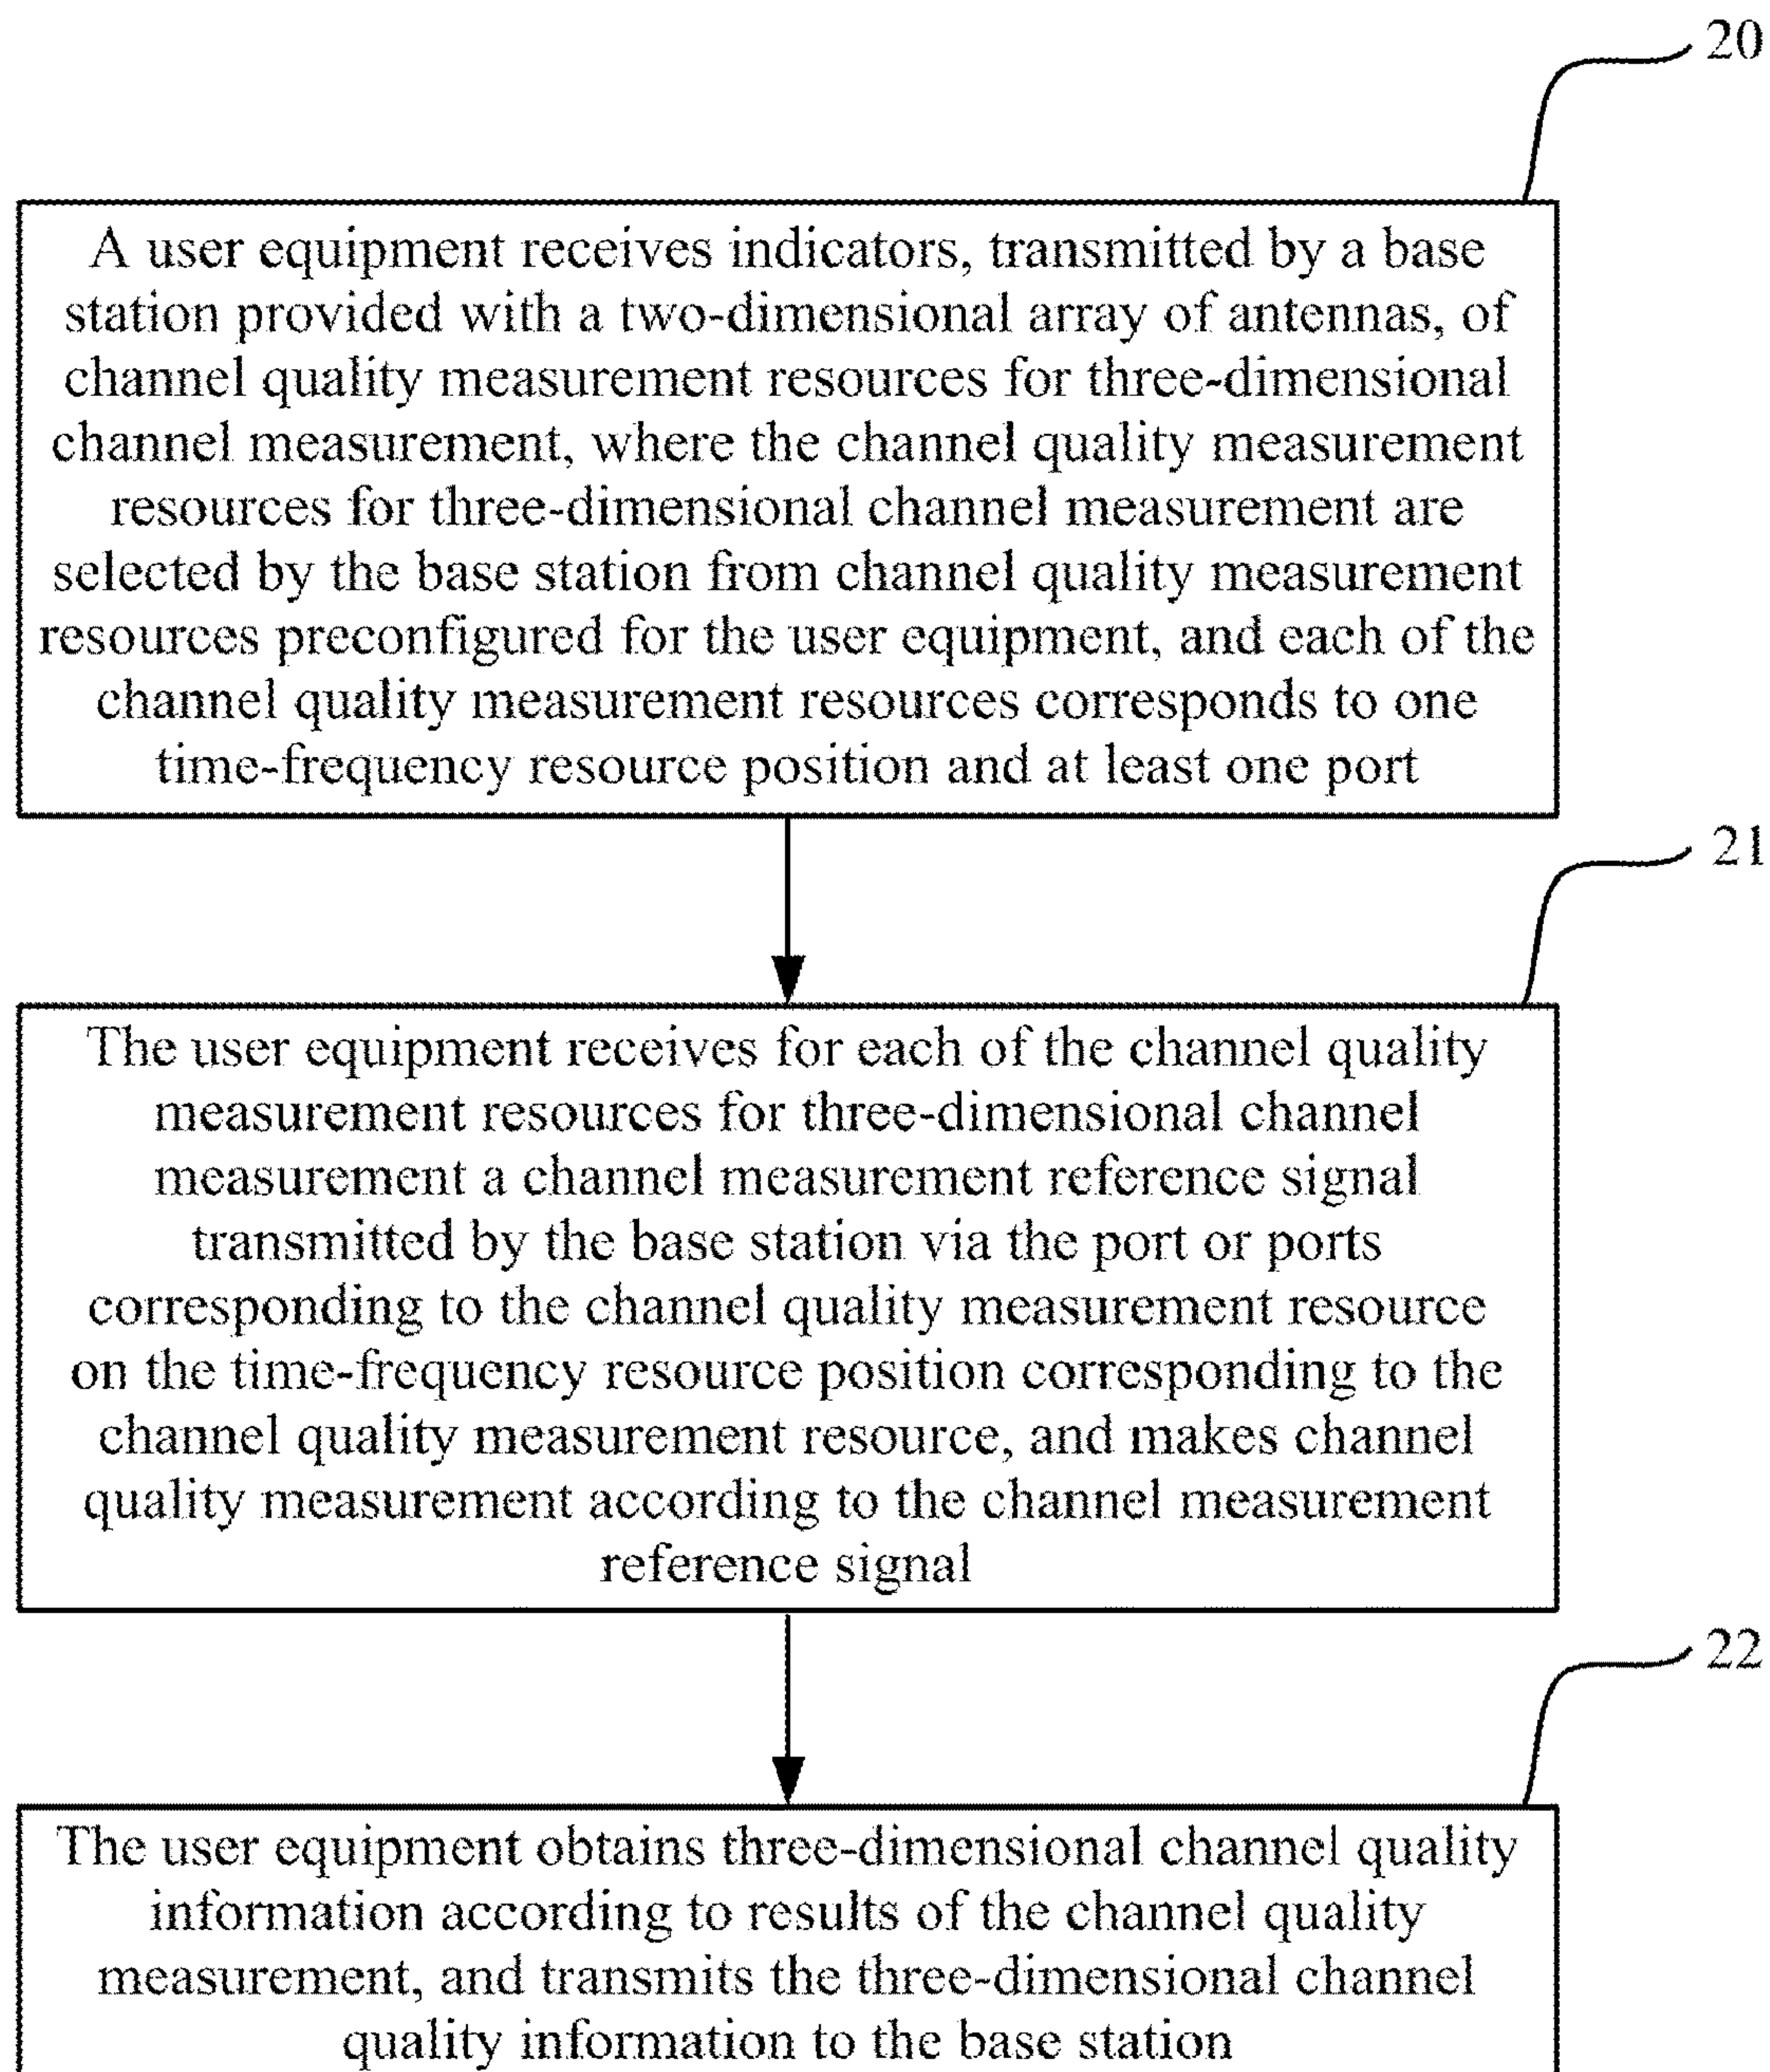 20
A user equipment receives indicators, transmitted by a base
station provided with a two-dimensional array of antennas, of
channel quality measurement resources for three-dimensional
channel measurement, where the channel quality measurement
resources for three-dimensional channel measurement are
selected by the base station from channel quality measurement
resources preconfigured for the user equipment, and each of the
channel quality measurement resources corresponds to one
time-frequency resource position and at least one port
21
The user equipment receives for each of the channel quality
measurement resources for three-dimensional channel
measurement a channel measurement reference signal
transmitted by the base station via the port or ports
corresponding to the channel quality measurement resource
on the time-frequency resource position corresponding to the
channel quality measurement resource, and makes channel
quality measurement according to the channel measurement
reference signal
22
The user equipment obtains three-dimensional channel quality
information according to results of the channel quality
measurement, and transmits the three-dimensional channel
quality information to the base station